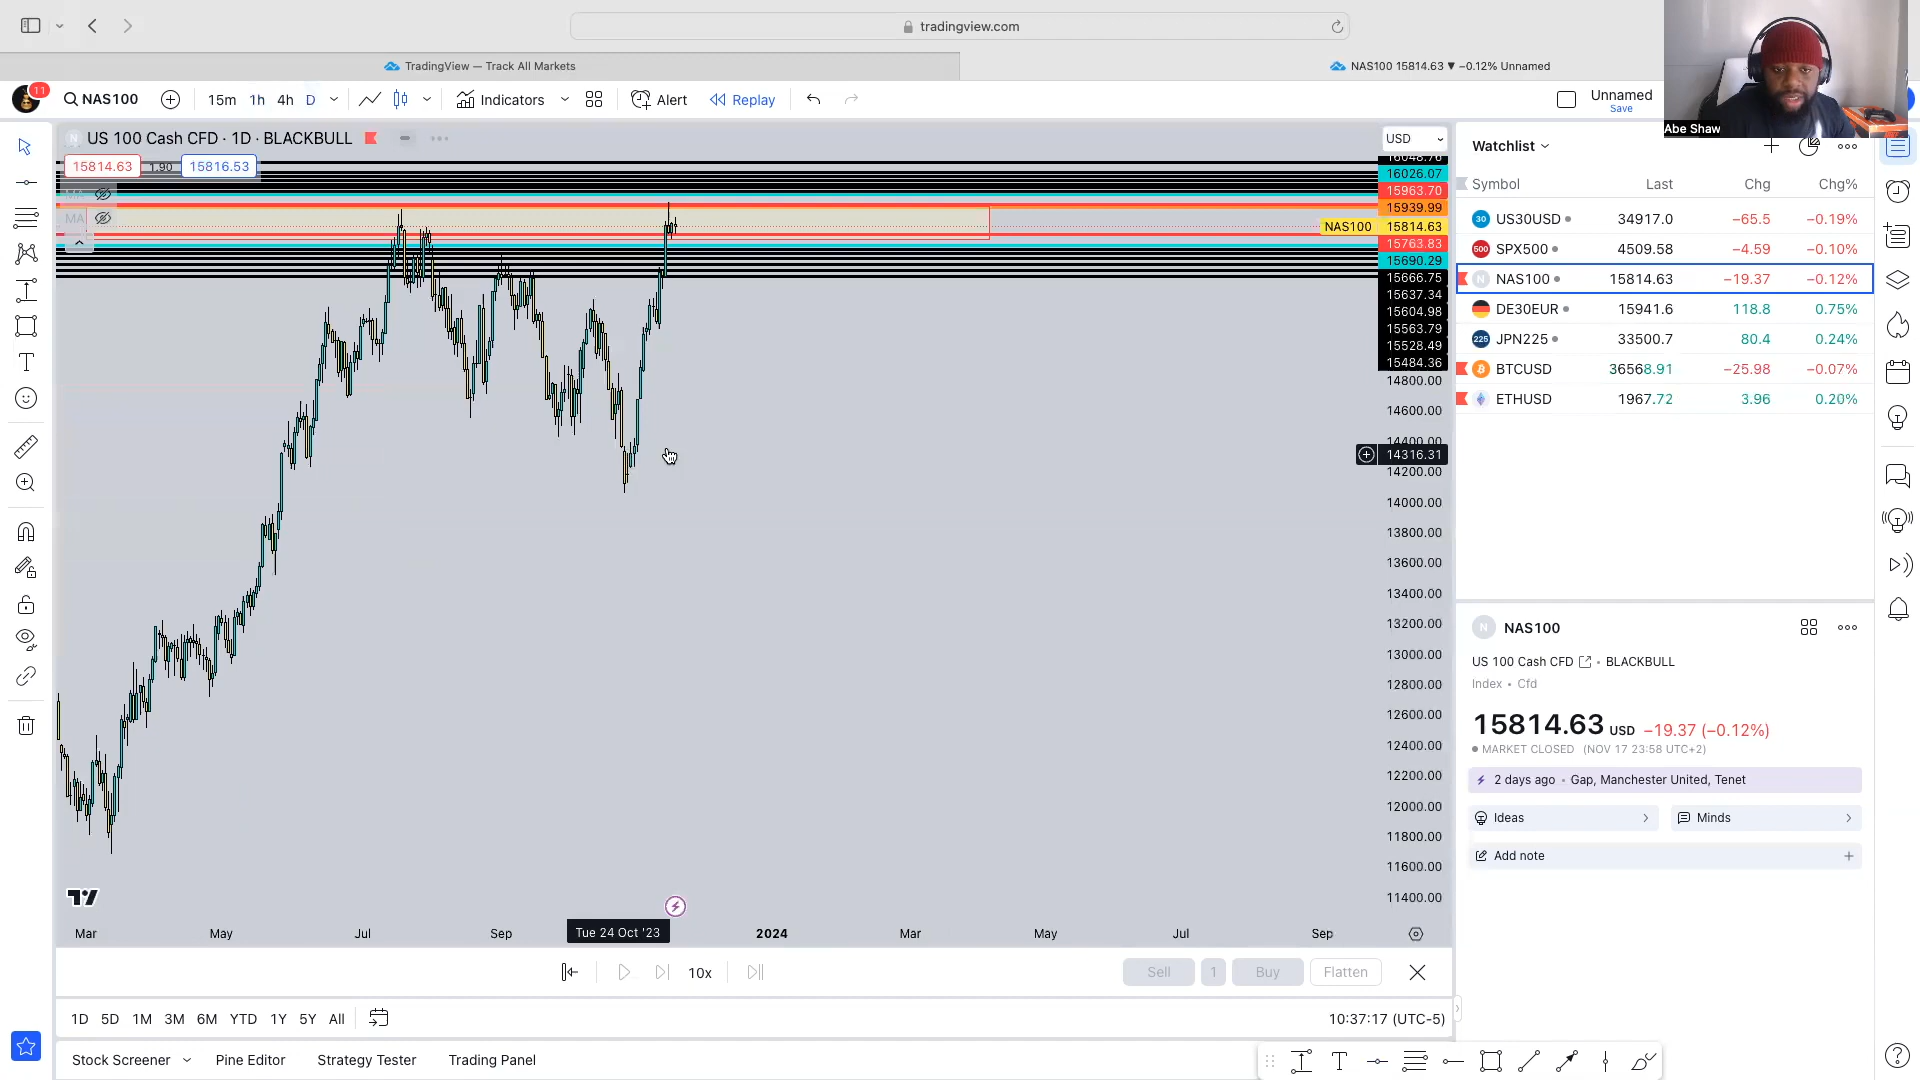 tradingview.com
TradingView — Track All Markets
NAS100 15814.63 ▼ −0.12% Unnamed
11
NAS100
15m 1h 4h D
Indicators
Alert
Replay
Unnamed
Save
Abe Shaw
N US 100 Cash CFD · 1D · BLACKBULL
USD
15814.63 1.90 15816.53
MA
MA
16048.76
16026.07
15963.70
15939.99
NAS100 15814.63
15763.83
15690.29
15666.75
15637.34
15604.98
15563.79
15528.49
15484.36
14800.00
14600.00
14400.00
14316.31
14200.00
14000.00
13800.00
13600.00
13400.00
13200.00
13000.00
12800.00
12600.00
12400.00
12200.00
12000.00
11800.00
11600.00
11400.00
Mar May Jul Sep Tue 24 Oct '23 2024 Mar May Jul Sep
10x
Sell 1 Buy Flatten
1D 5D 1M 3M 6M YTD 1Y 5Y All
10:37:17 (UTC-5)
Stock Screener Pine Editor Strategy Tester Trading Panel
Watchlist
Symbol Last Chg Chg%
30 US30USD 34917.0 −65.5 −0.19%
500 SPX500 4509.58 −4.59 −0.10%
N NAS100 15814.63 −19.37 −0.12%
DE30EUR 15941.6 118.8 0.75%
225 JPN225 33500.7 80.4 0.24%
BTCUSD 36568.91 −25.98 −0.07%
ETHUSD 1967.72 3.96 0.20%
N NAS100
US 100 Cash CFD • BLACKBULL
Index • Cfd
15814.63 USD −19.37 (−0.12%)
MARKET CLOSED (NOV 17 23:58 UTC+2)
2 days ago • Gap, Manchester United, Tenet
Ideas
Minds
Add note